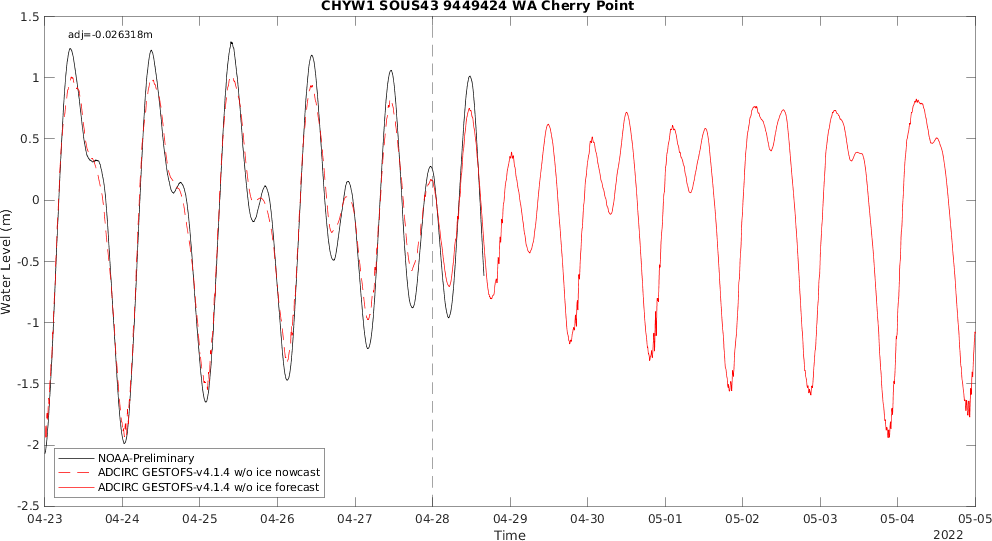 CHYW1 SOUS43 9449424 WA Cherry Point
adj=-0.026318m
Water Level (m)
1.5
1
0.5
0
-0.5
-1
-1.5
-2
-2.5
NOAA-Preliminary
ADCIRC GESTOFS-v4.1.4 w/o ice nowcast
ADCIRC GESTOFS-v4.1.4 w/o ice forecast
04-23 04-24 04-25 04-26 04-27 04-28 04-29 04-30 05-01 05-02 05-03 05-04 05-05
Time
2022